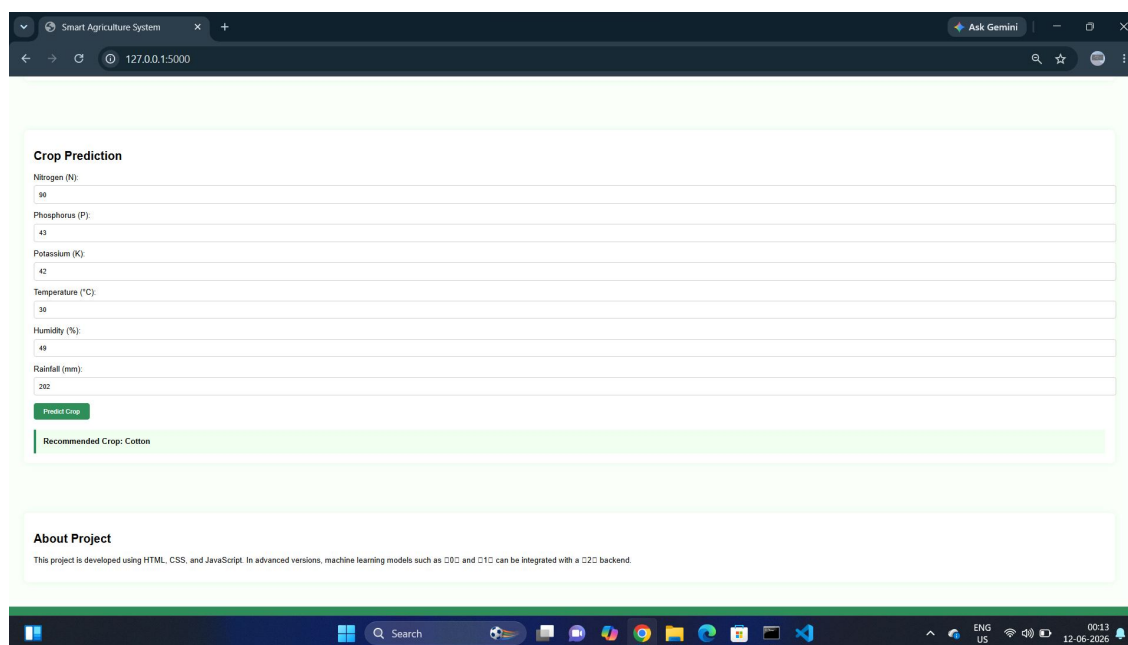 Smart Agriculture System
Ask Gemini
127.0.0.1:5000
Crop Prediction
Nitrogen (N):
90
Phosphorus (P):
43
Potassium (K):
42
Temperature (°C):
30
Humidity (%):
49
Rainfall (mm):
202
Predict Crop
Recommended Crop: Cotton
About Project
This project is developed using HTML, CSS, and JavaScript. In advanced versions, machine learning models such as □0□ and □1□ can be integrated with a □2□ backend.
Search
ENG
US
00:13
12-06-2026